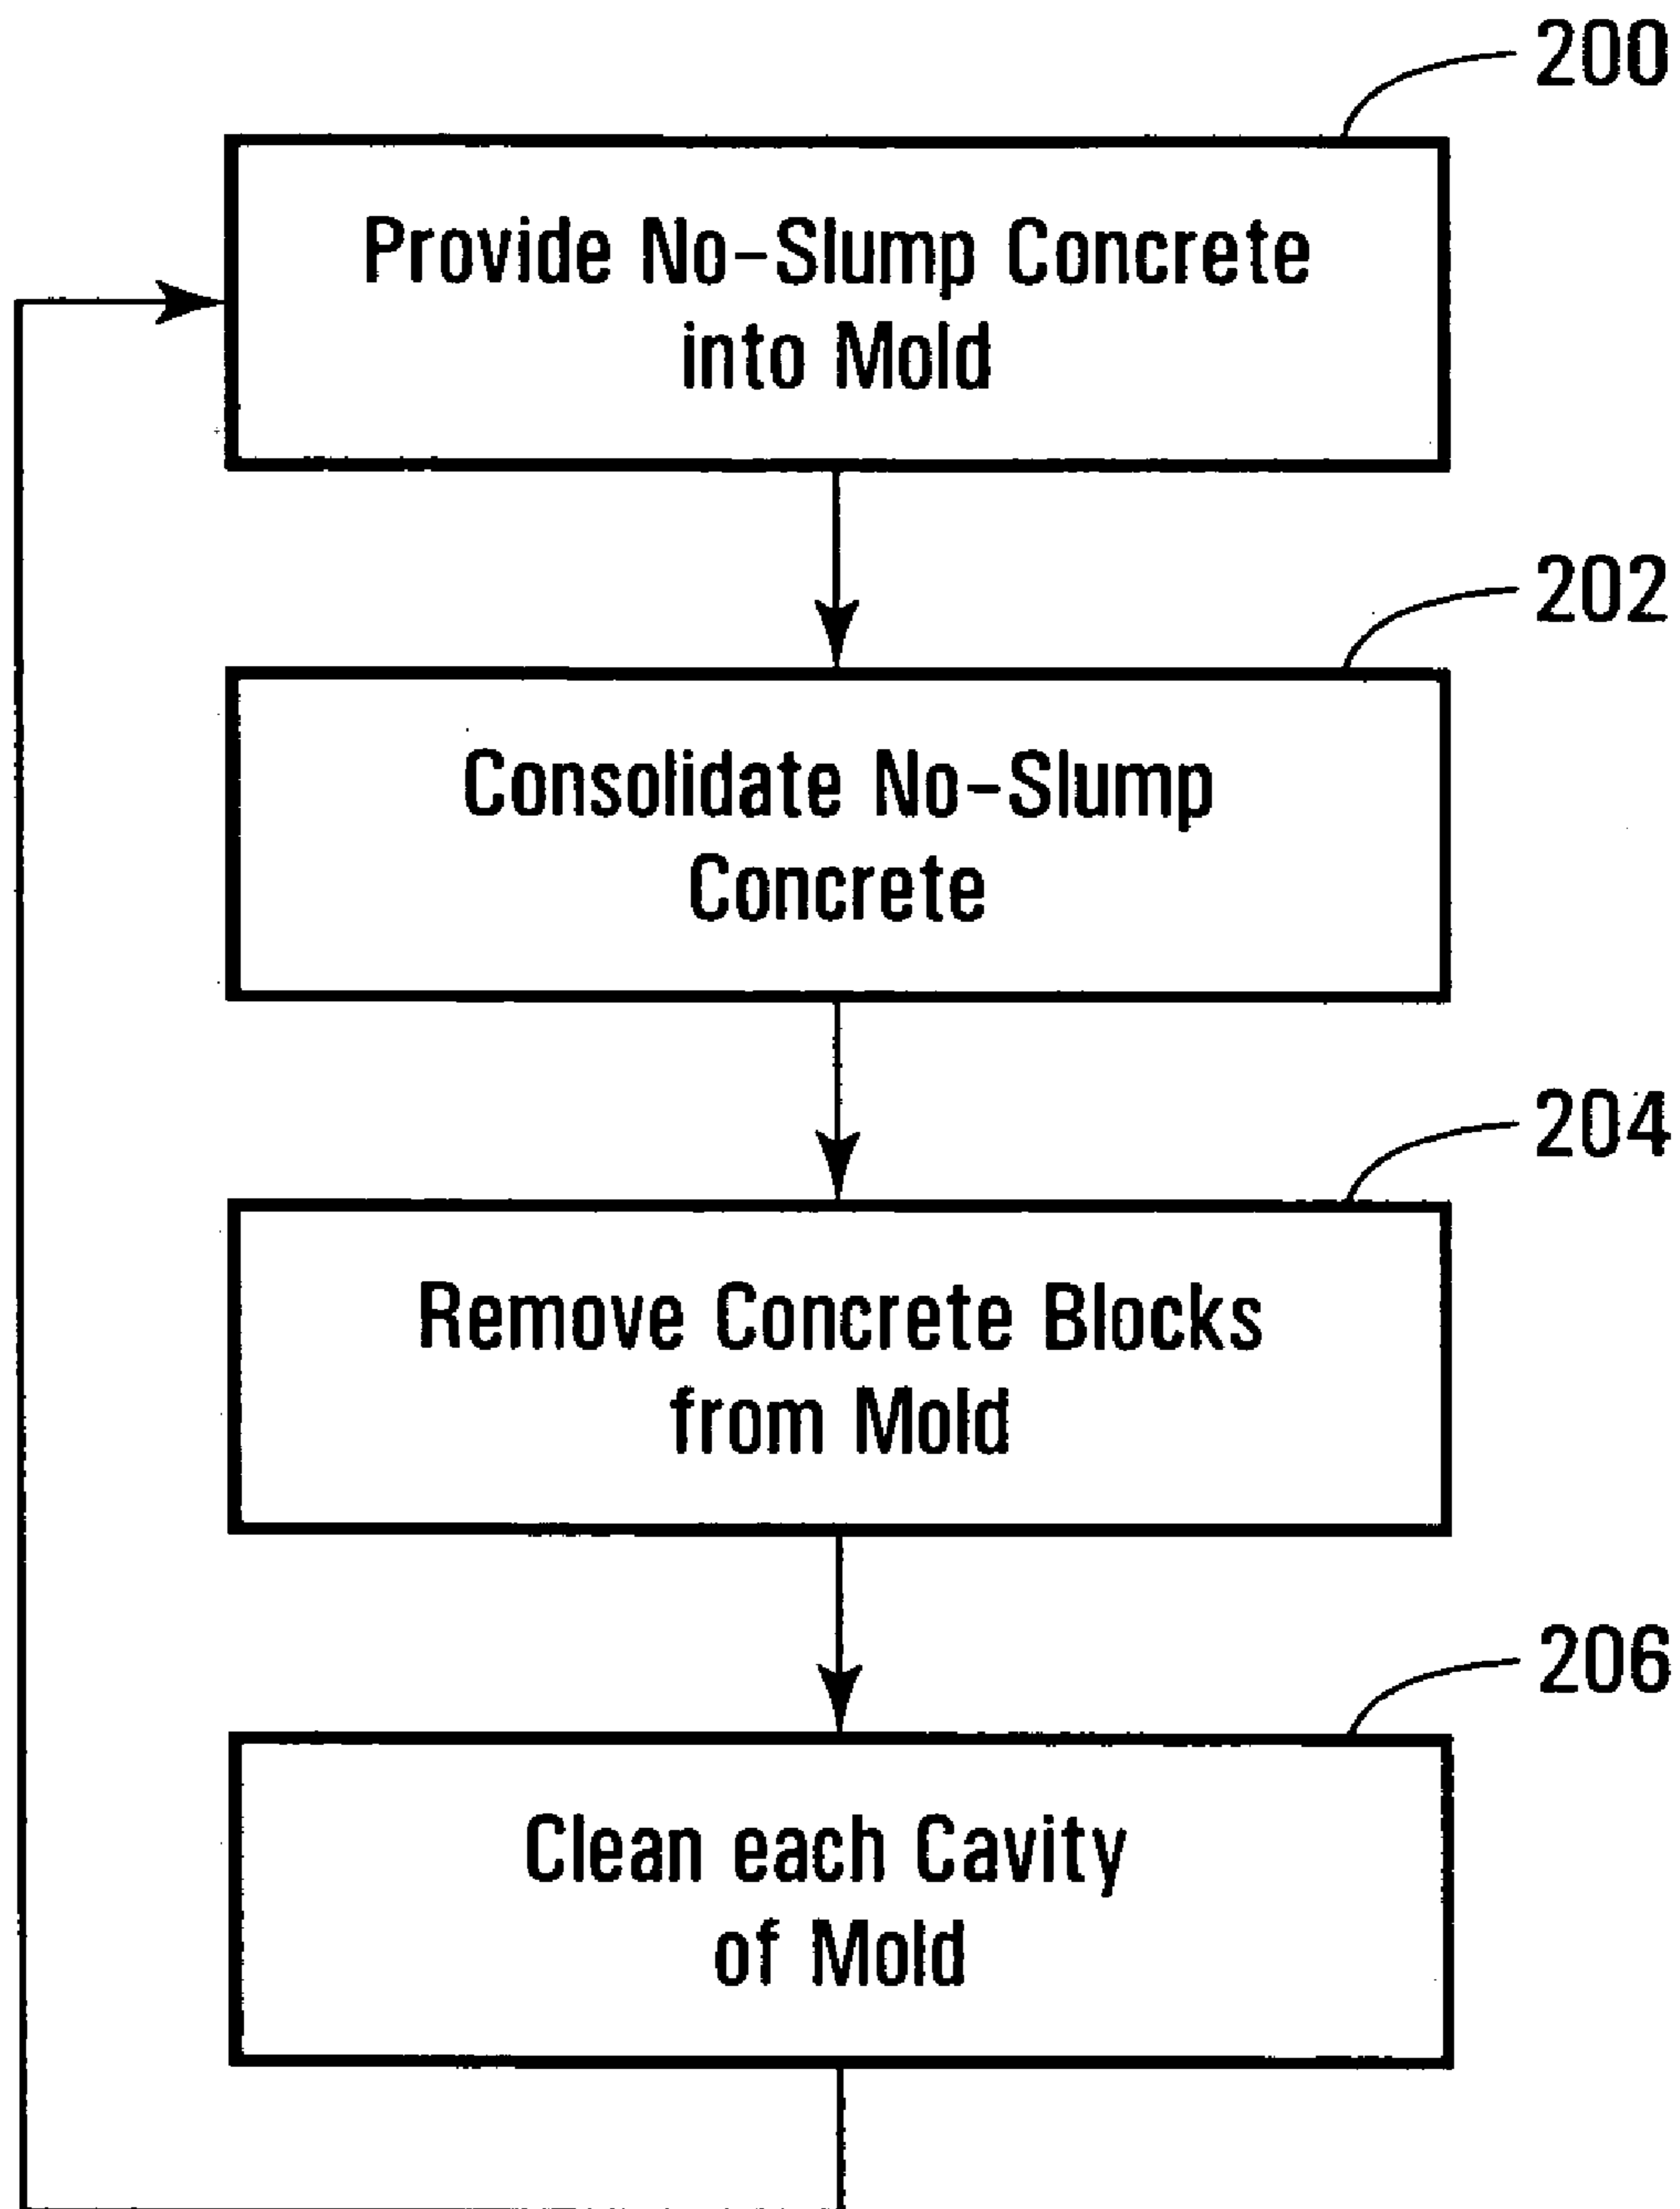 200
Provide No-Slump Concrete
into Mold
202
Consolidate No-Slump
Concrete
204
Remove Concrete Blocks
from Mold
206
Clean each Cavity
of Mold